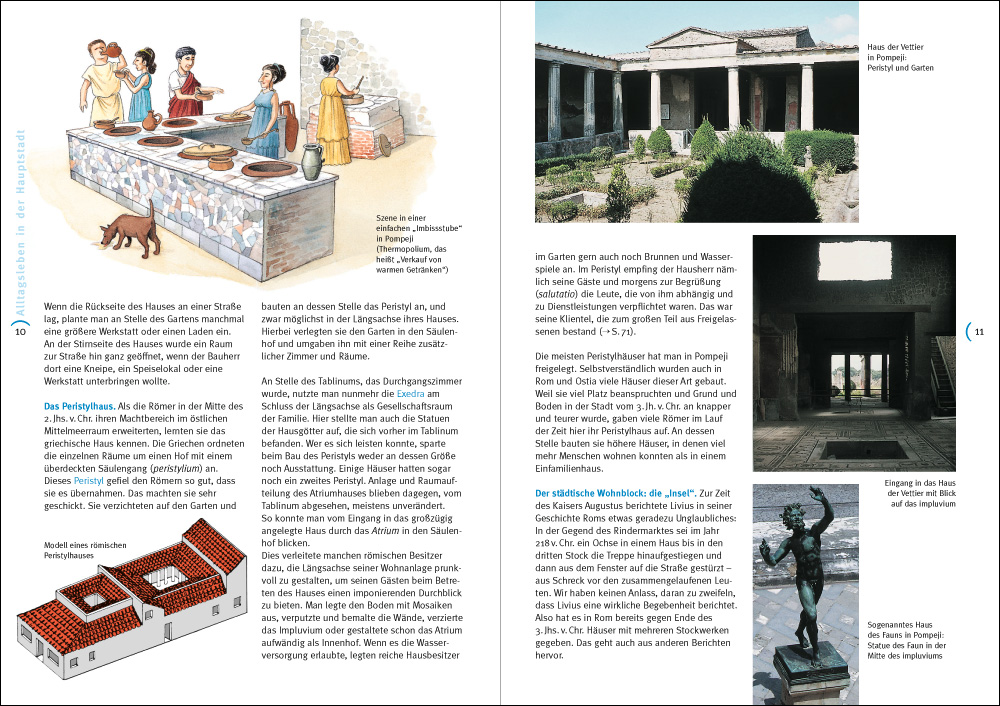 Alltagsleben in der Hauptstadt
10
Szene in einer
einfachen „Imbissstube“
in Pompeji
(Thermopolium, das
heißt „Verkauf von
warmen Getränken“)
Wenn die Rückseite des Hauses an einer Straße
lag, plante man an Stelle des Gartens manchmal
eine größere Werkstatt oder einen Laden ein.
An der Stirnseite des Hauses wurde ein Raum
zur Straße hin ganz geöffnet, wenn der Bauherr
dort eine Kneipe, ein Speiselokal oder eine
Werkstatt unterbringen wollte.
Das Peristylhaus. Als die Römer in der Mitte des
2. Jhs. v. Chr. ihren Machtbereich im östlichen
Mittelmeerraum erweiterten, lernten sie das
griechische Haus kennen. Die Griechen ordneten
die einzelnen Räume um einen Hof mit einem
überdeckten Säulengang (peristylium) an.
Dieses Peristyl gefiel den Römern so gut, dass
sie es übernahmen. Das machten sie sehr
geschickt. Sie verzichteten auf den Garten und
Modell eines römischen
Peristylhauses
bauten an dessen Stelle das Peristyl an, und
zwar möglichst in der Längsachse ihres Hauses.
Hierbei verlegten sie den Garten in den Säulen-
hof und umgaben ihn mit einer Reihe zusätz-
licher Zimmer und Räume.
An Stelle des Tablinums, das Durchgangszimmer
wurde, nutzte man nunmehr die Exedra am
Schluss der Längsachse als Gesellschaftsraum
der Familie. Hier stellte man auch die Statuen
der Hausgötter auf, die sich vorher im Tablinum
befanden. Wer es sich leisten konnte, sparte
beim Bau des Peristyls weder an dessen Größe
noch Ausstattung. Einige Häuser hatten sogar
noch ein zweites Peristyl. Anlage und Raumauf-
teilung des Atriumhauses blieben dagegen, vom
Tablinum abgesehen, meistens unverändert.
So konnte man vom Eingang in das großzügig
angelegte Haus durch das Atrium in den Säulen-
hof blicken.
Dies verleitete manchen römischen Besitzer
dazu, die Längsachse seiner Wohnanlage prunk-
voll zu gestalten, um seinen Gästen beim Betre-
ten des Hauses einen imponierenden Durchblick
zu bieten. Man legte den Boden mit Mosaiken
aus, verputzte und bemalte die Wände, verzierte
das Impluvium oder gestaltete schon das Atrium
aufwändig als Innenhof. Wenn es die Wasser-
versorgung erlaubte, legten reiche Hausbesitzer
Haus der Vettier
in Pompeji:
Peristyl und Garten
im Garten gern auch noch Brunnen und Wasser-
spiele an. Im Peristyl empfing der Hausherr näm-
lich seine Gäste und morgens zur Begrüßung
(salutatio) die Leute, die von ihm abhängig und
zu Dienstleistungen verpflichtet waren. Das war
seine Klientel, die zum großen Teil aus Freigelas-
senen bestand (→ S. 71).
Die meisten Peristylhäuser hat man in Pompeji
freigelegt. Selbstverständlich wurden auch in
Rom und Ostia viele Häuser dieser Art gebaut.
Weil sie viel Platz beanspruchten und Grund und
Boden in der Stadt vom 3. Jh. v. Chr. an knapper
und teurer wurde, gaben viele Römer im Lauf
der Zeit hier ihr Peristylhaus auf. An dessen
Stelle bauten sie höhere Häuser, in denen viel
mehr Menschen wohnen konnten als in einem
Einfamilienhaus.
Der städtische Wohnblock: die „Insel“. Zur Zeit
des Kaisers Augustus berichtete Livius in seiner
Geschichte Roms etwas geradezu Unglaubliches:
In der Gegend des Rindermarktes sei im Jahr
218 v. Chr. ein Ochse in einem Haus bis in den
dritten Stock die Treppe hinaufgestiegen und
dann aus dem Fenster auf die Straße gestürzt –
aus Schreck vor den zusammengelaufenen Leu-
ten. Wir haben keinen Anlass, daran zu zweifeln,
dass Livius eine wirkliche Begebenheit berichtet.
Also hat es in Rom bereits gegen Ende des
3. Jhs. v. Chr. Häuser mit mehreren Stockwerken
gegeben. Das geht auch aus anderen Berichten
hervor.
11
Eingang in das Haus
der Vettier mit Blick
auf das impluvium
Sogenanntes Haus
des Fauns in Pompeji:
Statue des Faun in der
Mitte des impluviums